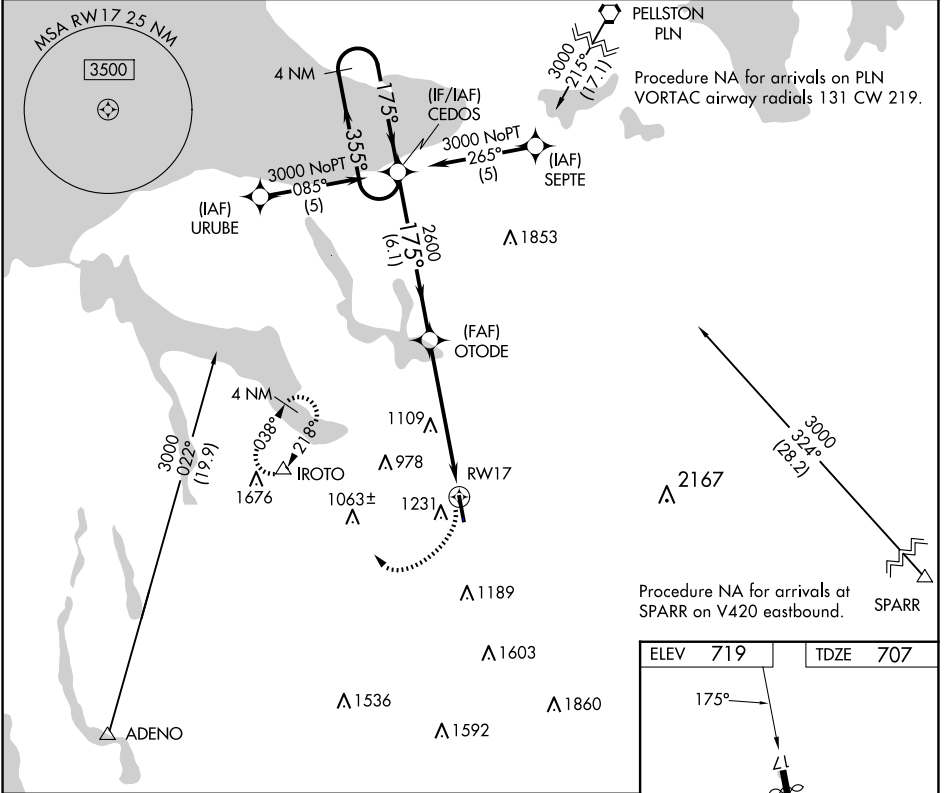 MSA RW17 25 NM
3500
PELLSTON
PLN
3000
215°
(17.1)
Procedure NA for arrivals on PLN
VORTAC airway radials 131 CW 219.
4 NM
175°
355°
(IF/IAF)
CEDOS
3000 NoPT
265°
(5)
(IAF)
SEPTE
3000 NoPT
085°
(5)
(IAF)
URUBE
2600
175°
(6.1)
1853
(FAF)
OTODE
3000
022°
(19.9)
4 NM
038°
218°
IROTO
1676
1109
978
1063±
1231
RW17
2167
3000
324°
(28.2)
SPARR
Procedure NA for arrivals at
SPARR on V420 eastbound.
1189
1603
1536
1592
1860
ADENO
ELEV 719
TDZE 707
175°
17